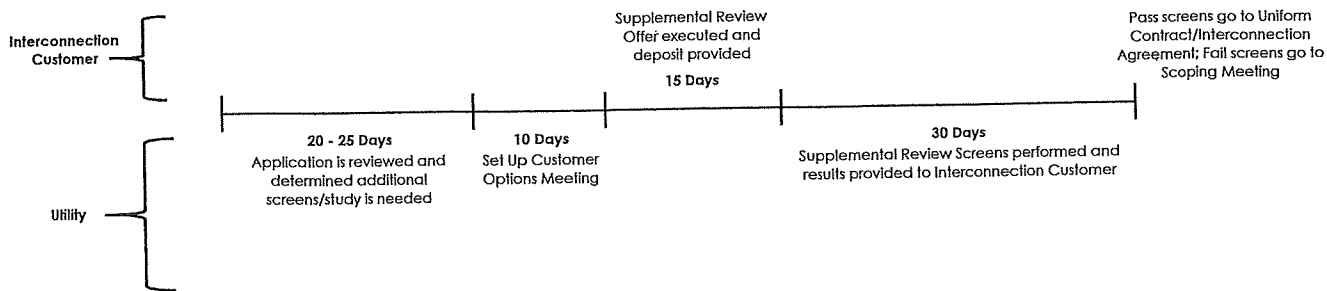 Interconnection
Customer
Supplemental Review
Offer executed and
deposit provided
15 Days
Pass screens go to Uniform
Contract/Interconnection
Agreement; Fail screens go to
Scoping Meeting
20 - 25 Days
Application is reviewed and
determined additional
screens/study is needed
10 Days
Set Up Customer
Options Meeting
30 Days
Supplemental Review Screens performed and
results provided to Interconnection Customer
Utility